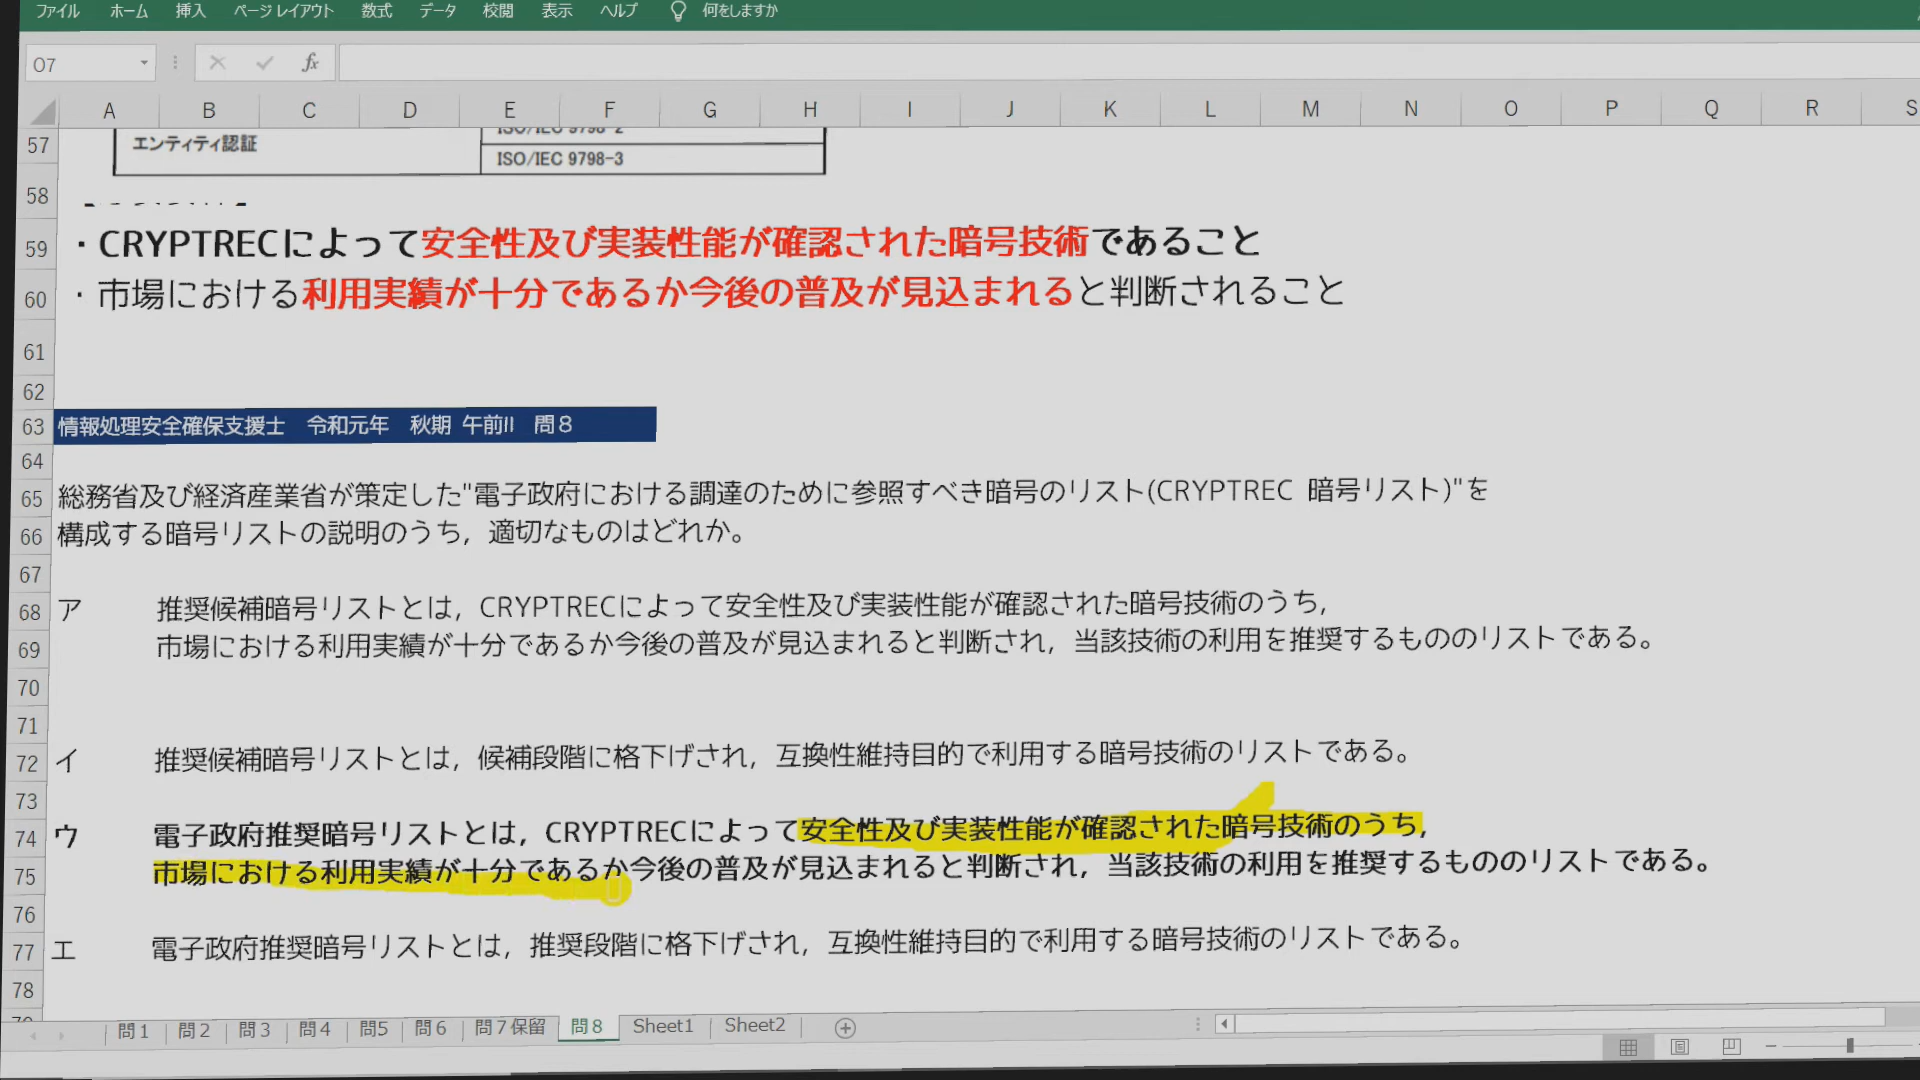 ファイル ホーム 挿入 ページ レイアウト 数式 データ 校閲 表示 ヘルプ 何をしますか
O7 fx
A B C D E F G H I J K L M N O P Q R S
57 エンティティ認証 ISO/IEC 9798-2
ISO/IEC 9798-3
58
59 ・CRYPTRECによって安全性及び実装性能が確認された暗号技術であること
60 ・市場における利用実績が十分であるか今後の普及が見込まれると判断されること
61
62
63 情報処理安全確保支援士 令和元年 秋期 午前II 問８
64
65 総務省及び経済産業省が策定した"電子政府における調達のために参照すべき暗号のリスト(CRYPTREC 暗号リスト)"を
66 構成する暗号リストの説明のうち，適切なものはどれか。
67
68 ア 推奨候補暗号リストとは，CRYPTRECによって安全性及び実装性能が確認された暗号技術のうち，
69 市場における利用実績が十分であるか今後の普及が見込まれると判断され，当該技術の利用を推奨するもののリストである。
70
71
72 イ 推奨候補暗号リストとは，候補段階に格下げされ，互換性維持目的で利用する暗号技術のリストである。
73
74 ウ 電子政府推奨暗号リストとは，CRYPTRECによって安全性及び実装性能が確認された暗号技術のうち，
75 市場における利用実績が十分であるか今後の普及が見込まれると判断され，当該技術の利用を推奨するもののリストである。
76
77 エ 電子政府推奨暗号リストとは，推奨段階に格下げされ，互換性維持目的で利用する暗号技術のリストである。
78
問１ 問２ 問３ 問４ 問5 問６ 問７保留 問８ Sheet1 Sheet2